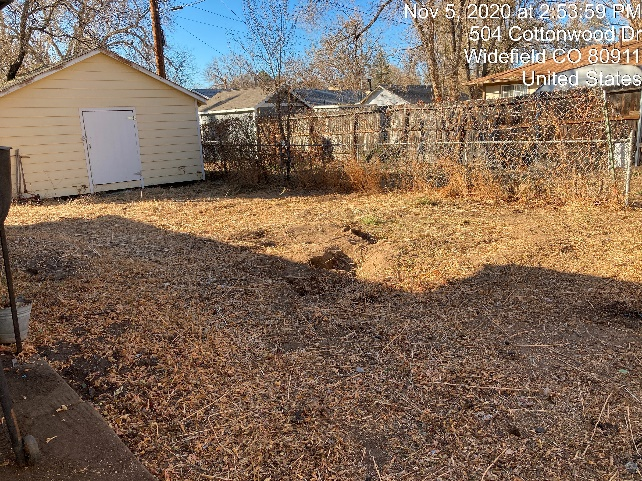 Nov 5, 2020 at 2:53:59 PM
504 Cottonwood Dr
Widefield CO 80911
United States